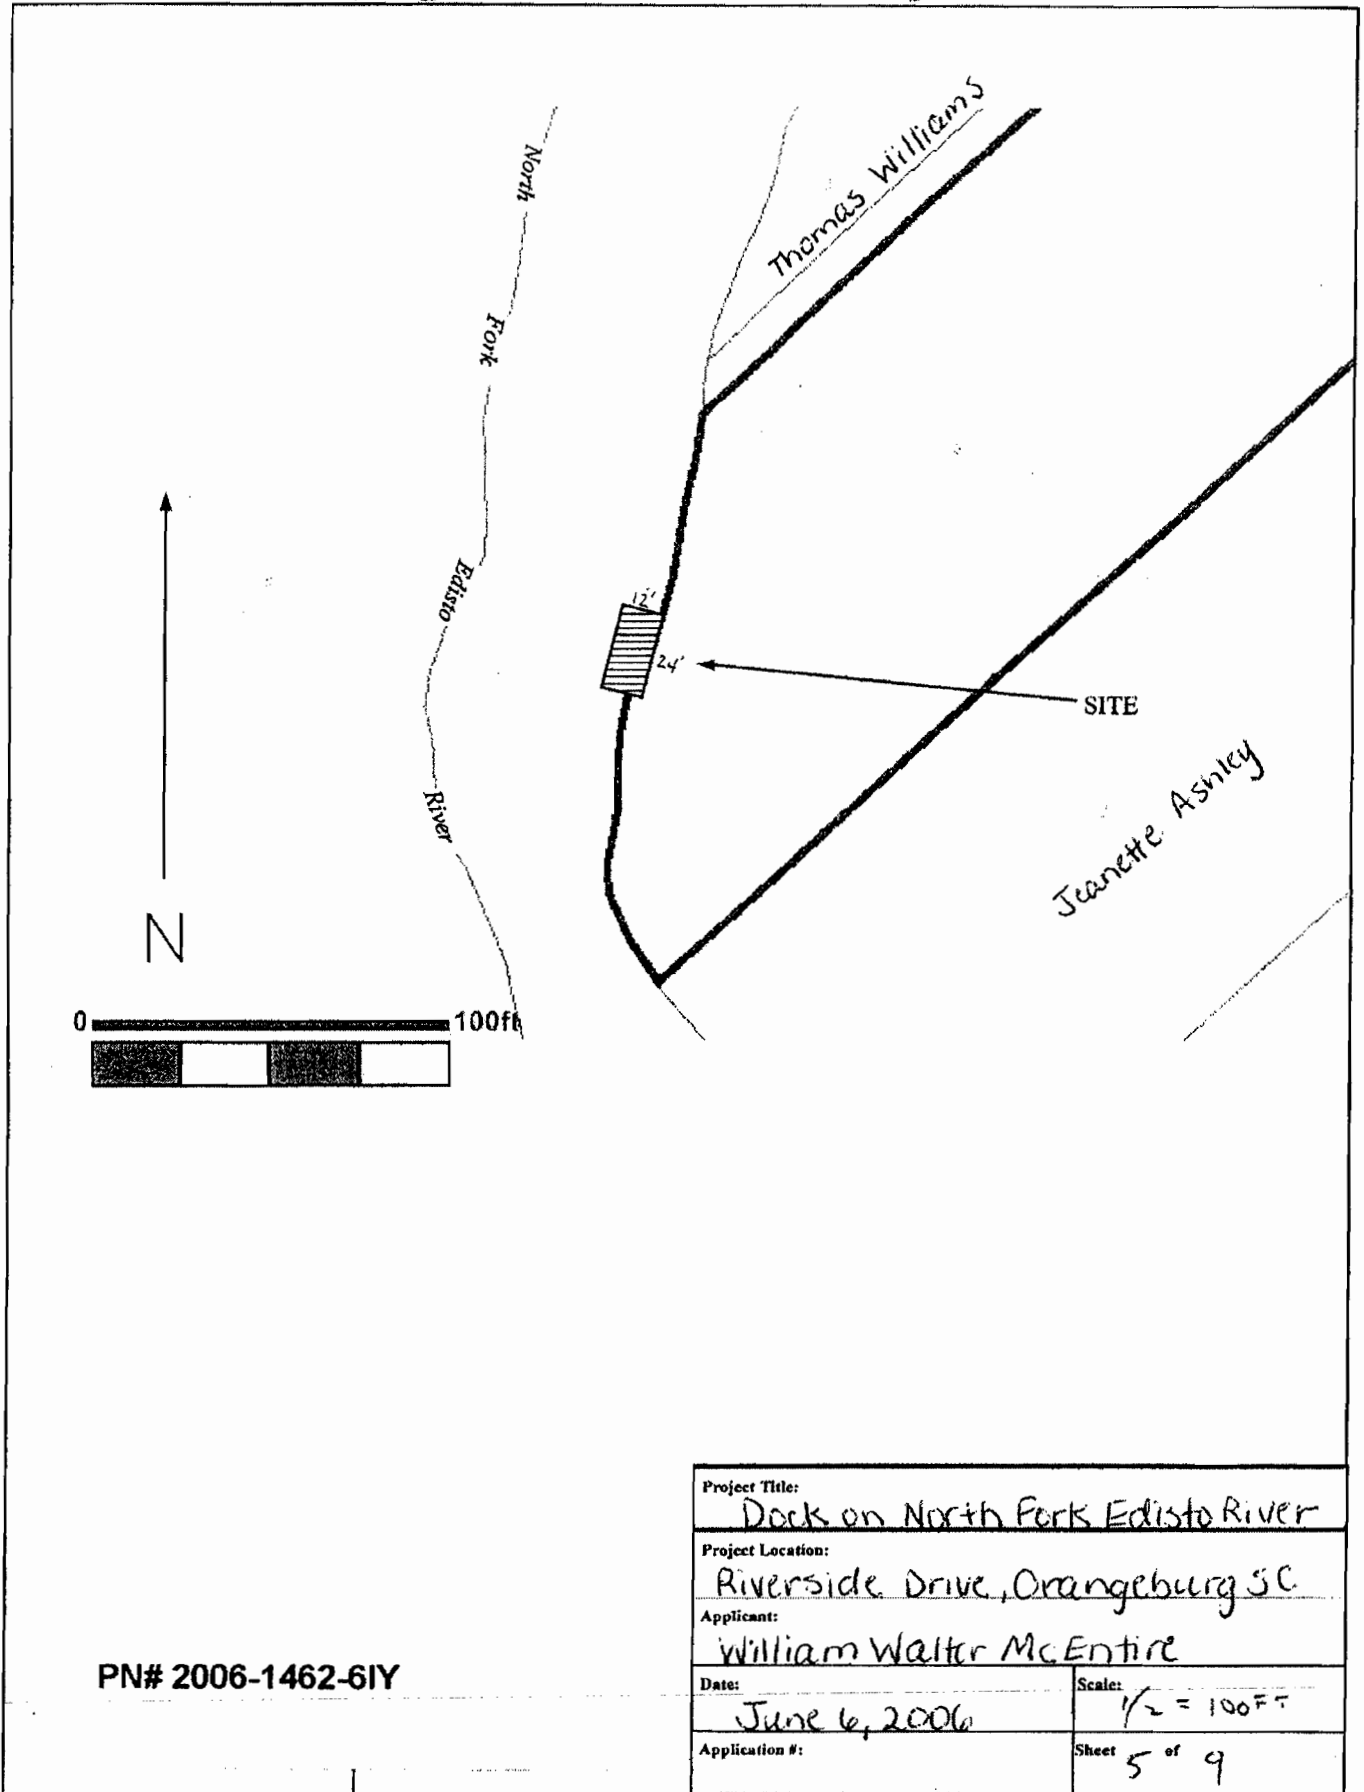 Thomas Williams
North
Fork
Edisto
River
12'
24'
SITE
Jeanette Ashley
N
0 100ft
PN# 2006-1462-6IY
Project Title:
Dock on North Fork Edisto River
Project Location:
Riverside Drive, Orangeburg SC
Applicant:
William Walter McEntire
Date:
June 6, 2006
Scale:
1/2 = 100FT
Application #:
Sheet 5 of 9